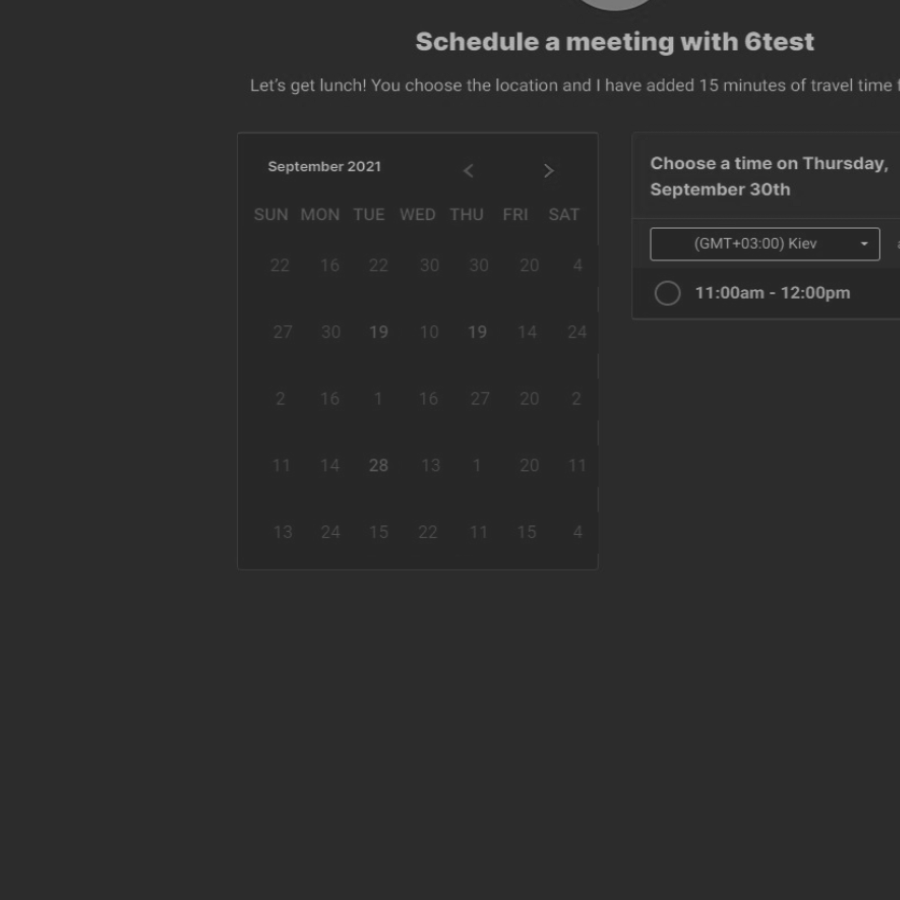 Schedule a meeting with 6test
Let's get lunch! You choose the location and I have added 15 minutes of travel time
September 2021 < >
SUN MON TUE WED THU FRI SAT
22 16 22 30 30 20 4
27 30 19 10 19 14 24
2 16 1 16 27 20 2
11 14 28 13 1 20 11
13 24 15 22 11 15 4
Choose a time on Thursday,
September 30th
(GMT+03:00) Kiev
11:00am - 12:00pm